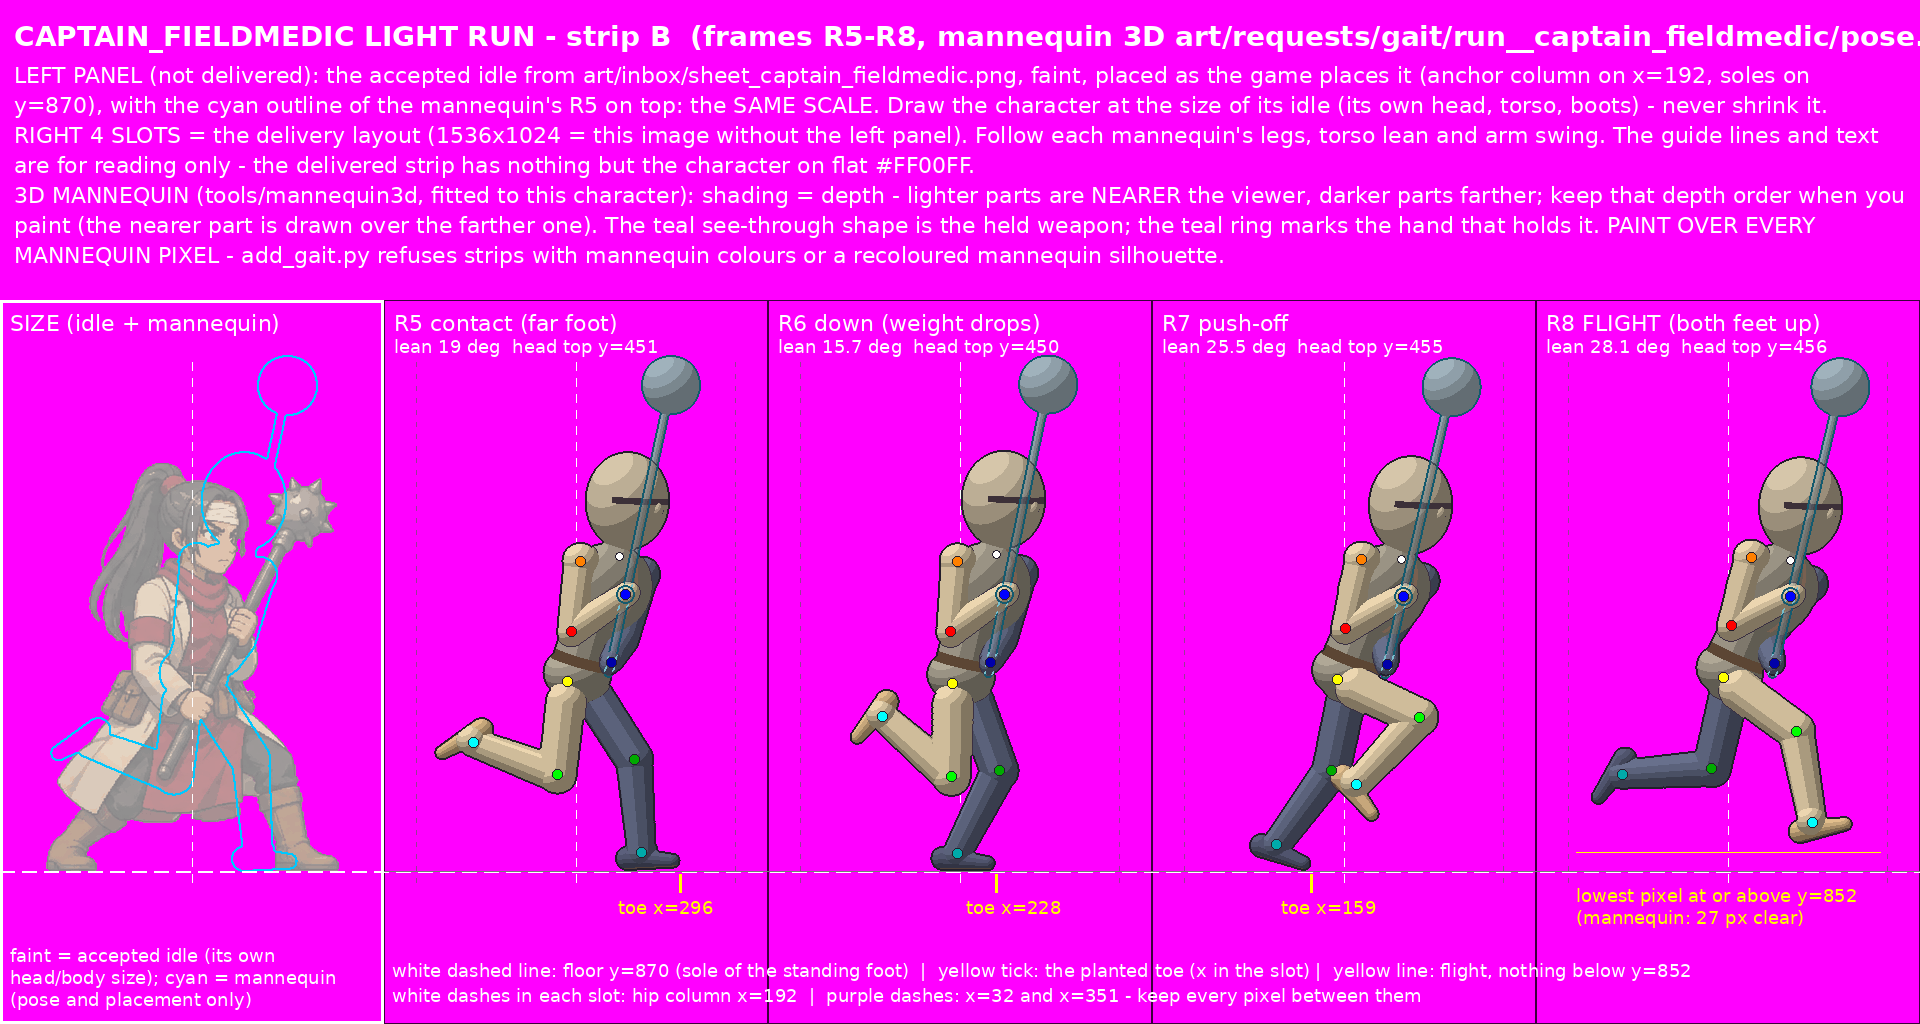 CAPTAIN_FIELDMEDIC LIGHT RUN - strip B (frames R5-R8, mannequin 3D art/requests/gait/run__captain_fieldmedic/pose.
LEFT PANEL (not delivered): the accepted idle from art/inbox/sheet_captain_fieldmedic.png, faint, placed as the game places it (anchor column on x=192, soles on
y=870), with the cyan outline of the mannequin's R5 on top: the SAME SCALE. Draw the character at the size of its idle (its own head, torso, boots) - never shrink it.
RIGHT 4 SLOTS = the delivery layout (1536x1024 = this image without the left panel). Follow each mannequin's legs, torso lean and arm swing. The guide lines and text
are for reading only - the delivered strip has nothing but the character on flat #FF00FF.
3D MANNEQUIN (tools/mannequin3d, fitted to this character): shading = depth - lighter parts are NEARER the viewer, darker parts farther; keep that depth order when you
paint (the nearer part is drawn over the farther one). The teal see-through shape is the held weapon; the teal ring marks the hand that holds it. PAINT OVER EVERY
MANNEQUIN PIXEL - add_gait.py refuses strips with mannequin colours or a recoloured mannequin silhouette.
SIZE (idle + mannequin)
R5 contact (far foot)
lean 19 deg  head top y=451
R6 down (weight drops)
lean 15.7 deg  head top y=450
R7 push-off
lean 25.5 deg  head top y=455
R8 FLIGHT (both feet up)
lean 28.1 deg  head top y=456
toe x=296
toe x=228
toe x=159
lowest pixel at or above y=852
(mannequin: 27 px clear)
faint = accepted idle (its own
head/body size); cyan = mannequin
(pose and placement only)
white dashed line: floor y=870 (sole of the standing foot)  |  yellow tick: the planted toe (x in the slot) |  yellow line: flight, nothing below y=852
white dashes in each slot: hip column x=192  |  purple dashes: x=32 and x=351 - keep every pixel between them